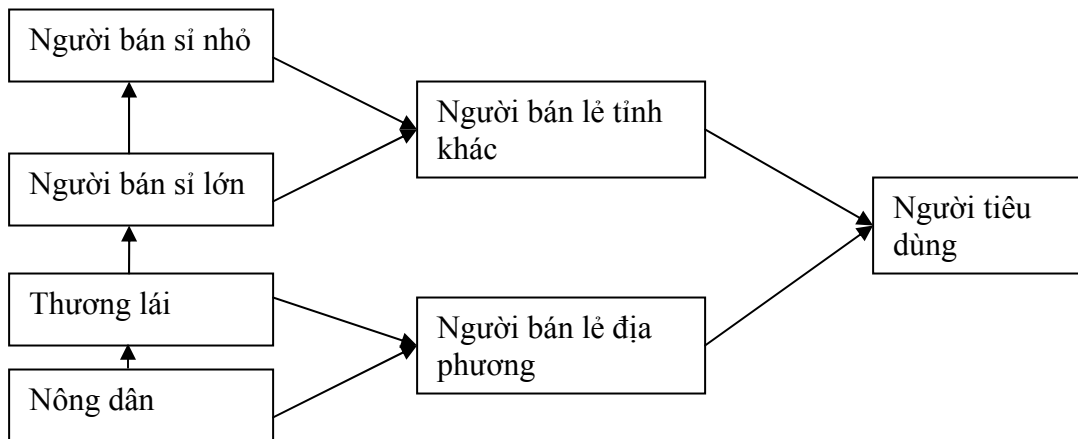 Người bán sỉ nhỏ
Người bán lẻ tỉnh
khác
Người bán sỉ lớn
Người tiêu
dùng
Thương lái
Người bán lẻ địa
phương
Nông dân